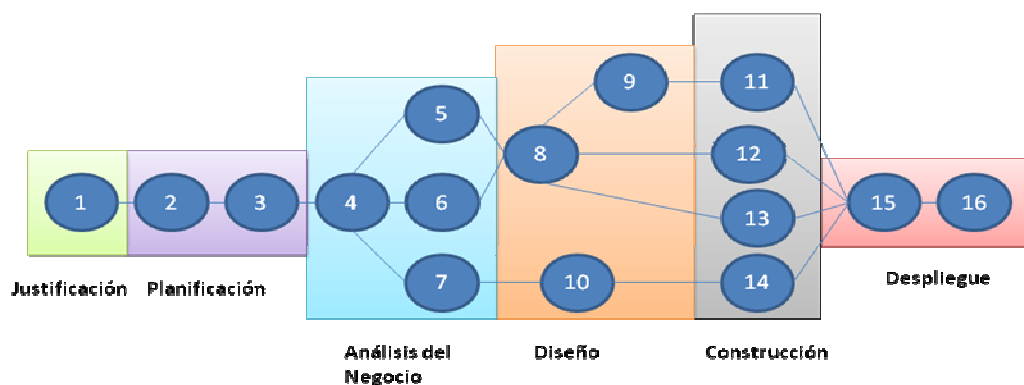 1
2
3
4
5
6
7
8
9
10
11
12
13
14
15
16
Justificación
Planificación
Análisis del
Negocio
Diseño
Construcción
Despliegue